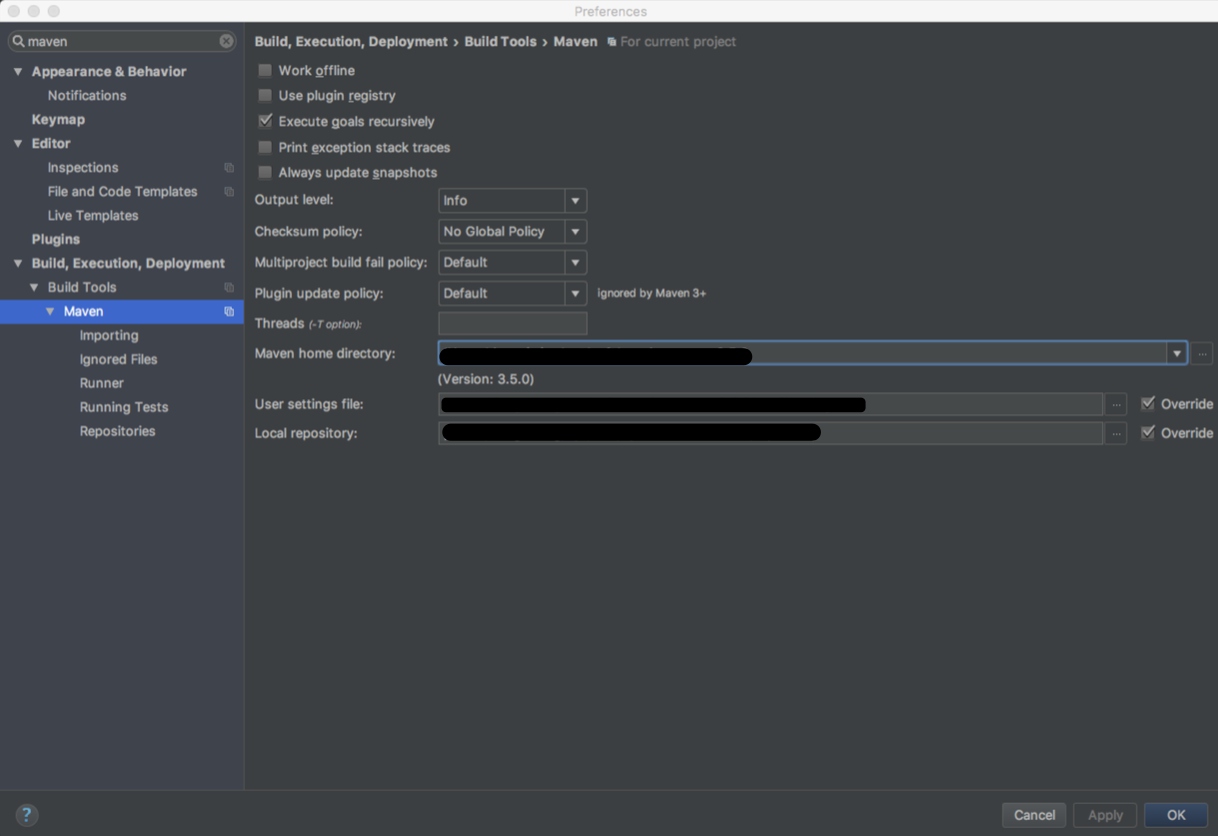 Preferences
maven
Appearance & Behavior
Notifications
Keymap
Editor
Inspections
File and Code Templates
Live Templates
Plugins
Build, Execution, Deployment
Build Tools
Maven
Importing
Ignored Files
Runner
Running Tests
Repositories
Build, Execution, Deployment › Build Tools › Maven For current project
Work offline
Use plugin registry
Execute goals recursively
Print exception stack traces
Always update snapshots
Output level: Info
Checksum policy: No Global Policy
Multiproject build fail policy: Default
Plugin update policy: Default ignored by Maven 3+
Threads (-T option):
Maven home directory: ...
(Version: 3.5.0)
User settings file: ... Override
Local repository: ... Override
? Cancel Apply OK